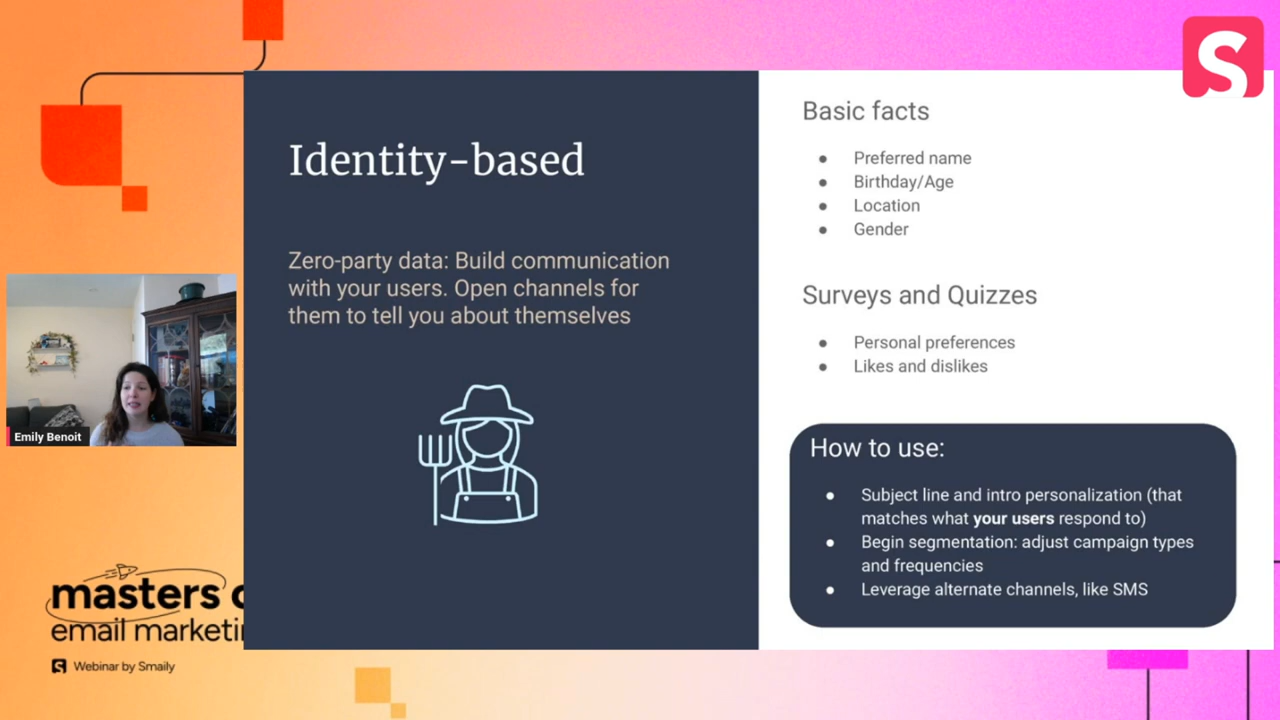 Identity-based
Zero-party data: Build communication
with your users. Open channels for
them to tell you about themselves
Basic facts
● Preferred name
● Birthday/Age
● Location
● Gender
Surveys and Quizzes
● Personal preferences
● Likes and dislikes
How to use:
● Subject line and intro personalization (that
matches what your users respond to)
● Begin segmentation: adjust campaign types
and frequencies
● Leverage alternate channels, like SMS
Emily Benoit
masters
email
Webinar by Smaily
S